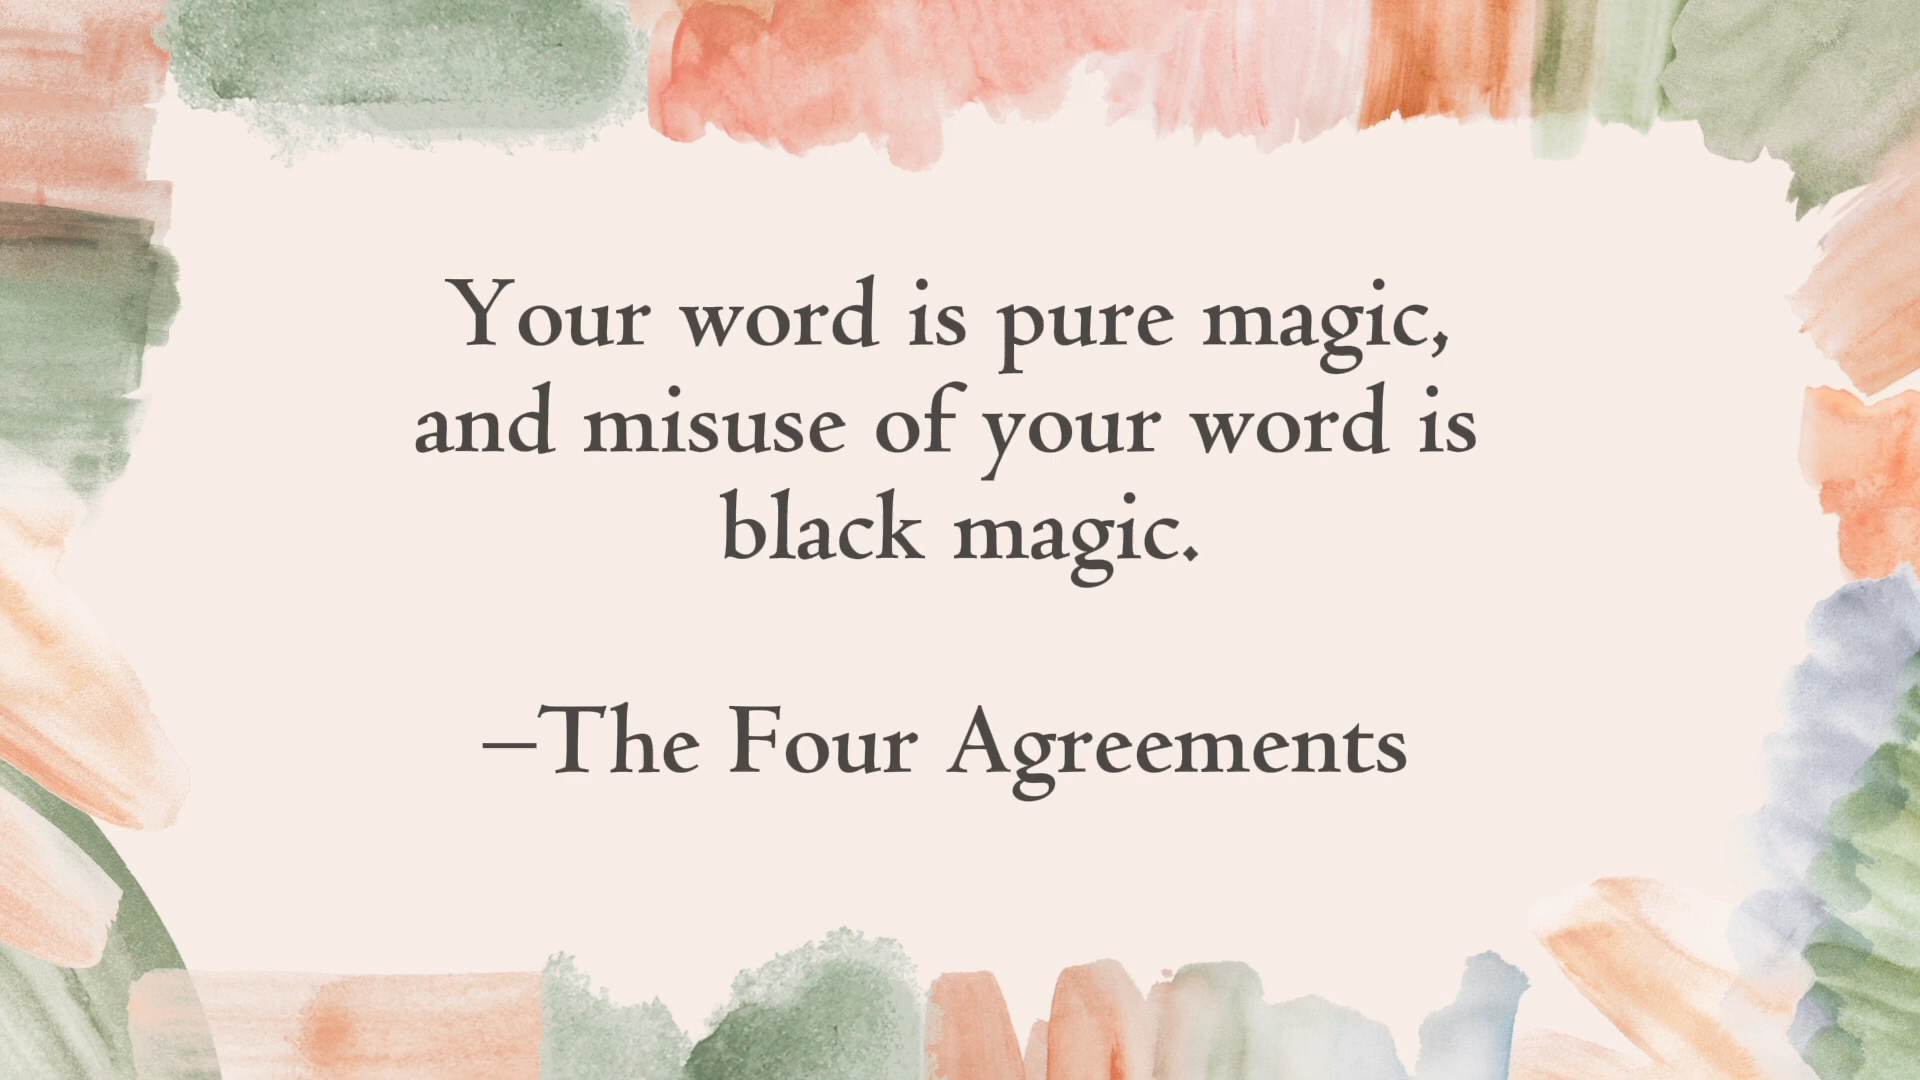 Your word is pure magic,
and misuse of your word is
black magic.
–The Four Agreements